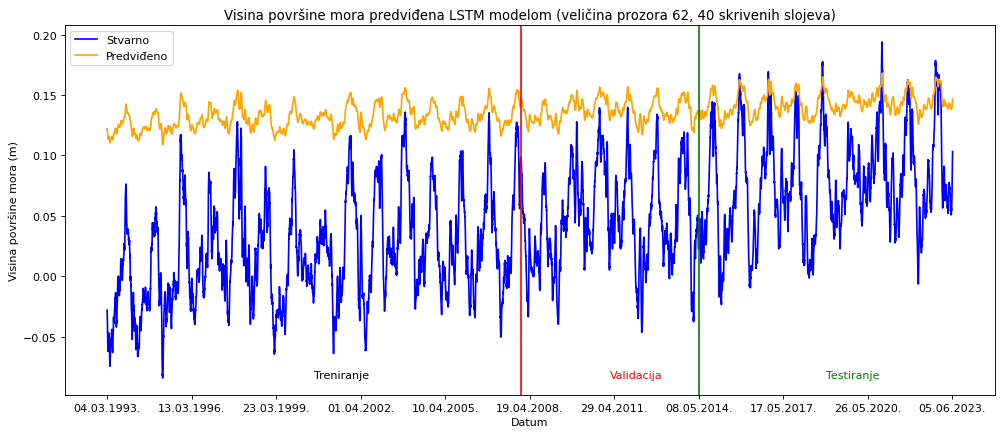 Visina površine mora predviđena LSTM modelom (veličina prozora 62, 40 skrivenih slojeva)
Stvarno
Predviđeno
Visina površine mora (m)
0.20
0.15
0.10
0.05
0.00
−0.05
Treniranje
Validacija
Testiranje
04.03.1993.
13.03.1996.
23.03.1999.
01.04.2002.
10.04.2005.
19.04.2008.
29.04.2011.
08.05.2014.
17.05.2017.
26.05.2020.
05.06.2023.
Datum